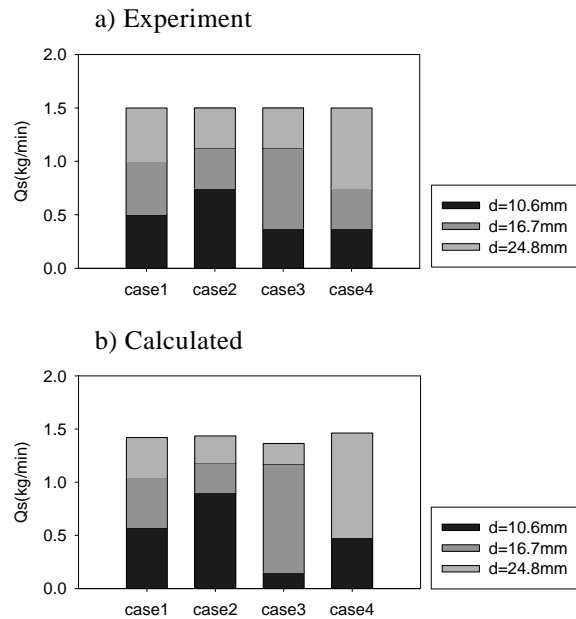 a) Experiment
2.0
1.5
1.0
0.5
0.0
Qs(kg/min)
case1 case2 case3 case4
d=10.6mm
d=16.7mm
d=24.8mm
b) Calculated
2.0
1.5
1.0
0.5
0.0
Qs(kg/min)
case1 case2 case3 case4
d=10.6mm
d=16.7mm
d=24.8mm